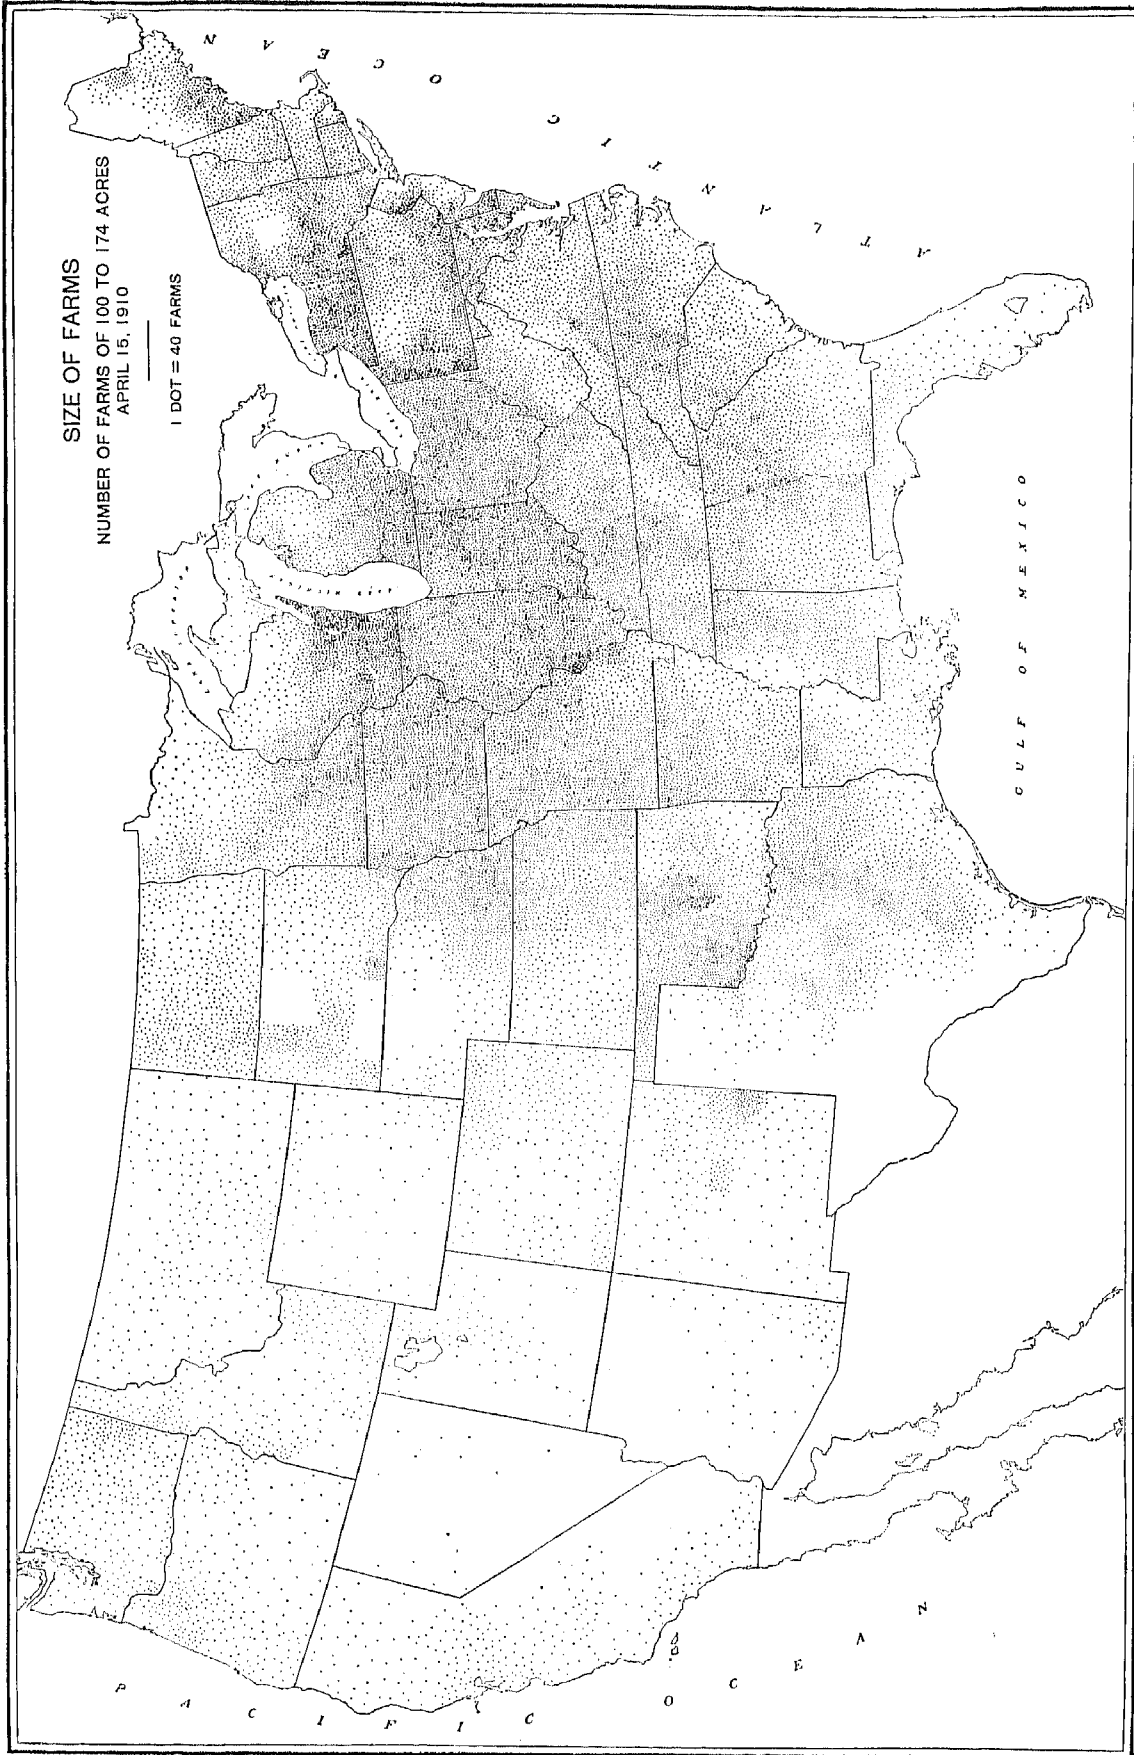 SIZE OF FARMS
NUMBER OF FARMS OF 100 TO 174 ACRES
APRIL 15, 1910
1 DOT = 40 FARMS
ATLANTIC OCEAN
GULF OF MEXICO
PACIFIC OCEAN